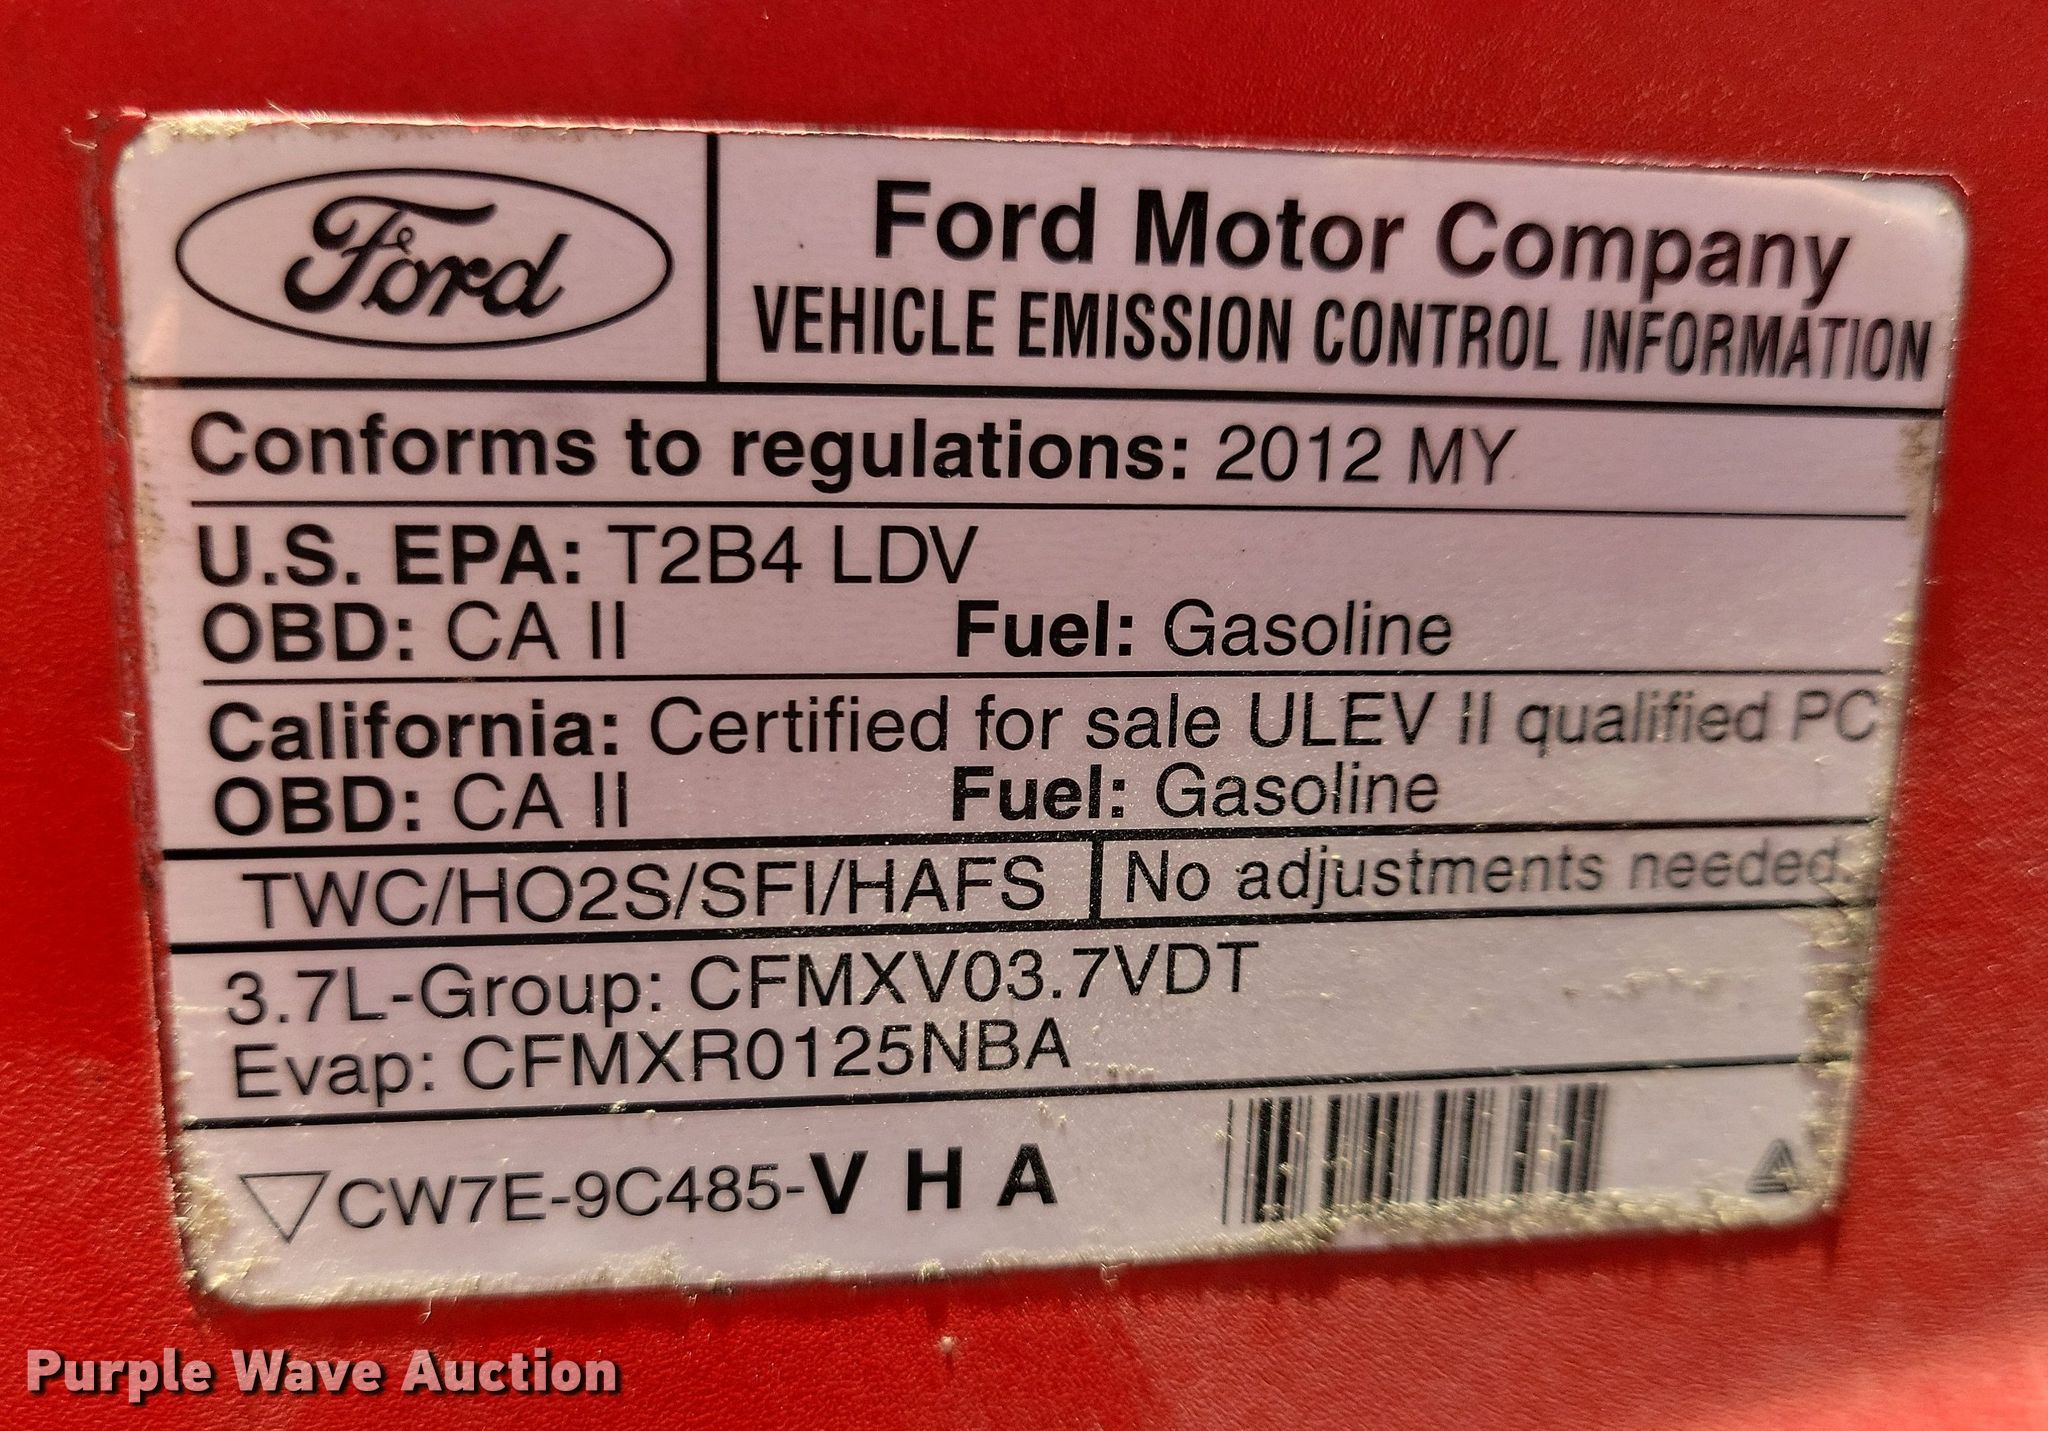 Ford
Ford Motor Company
VEHICLE EMISSION CONTROL INFORMATION
Conforms to regulations: 2012 MY
U.S. EPA: T2B4 LDV
OBD: CA II Fuel: Gasoline
California: Certified for sale ULEV II qualified PC
OBD: CA II Fuel: Gasoline
TWC/HO2S/SFI/HAFS No adjustments needed.
3.7L-Group: CFMXV03.7VDT
Evap: CFMXR0125NBA
CW7E-9C485-V H A
Purple Wave Auction